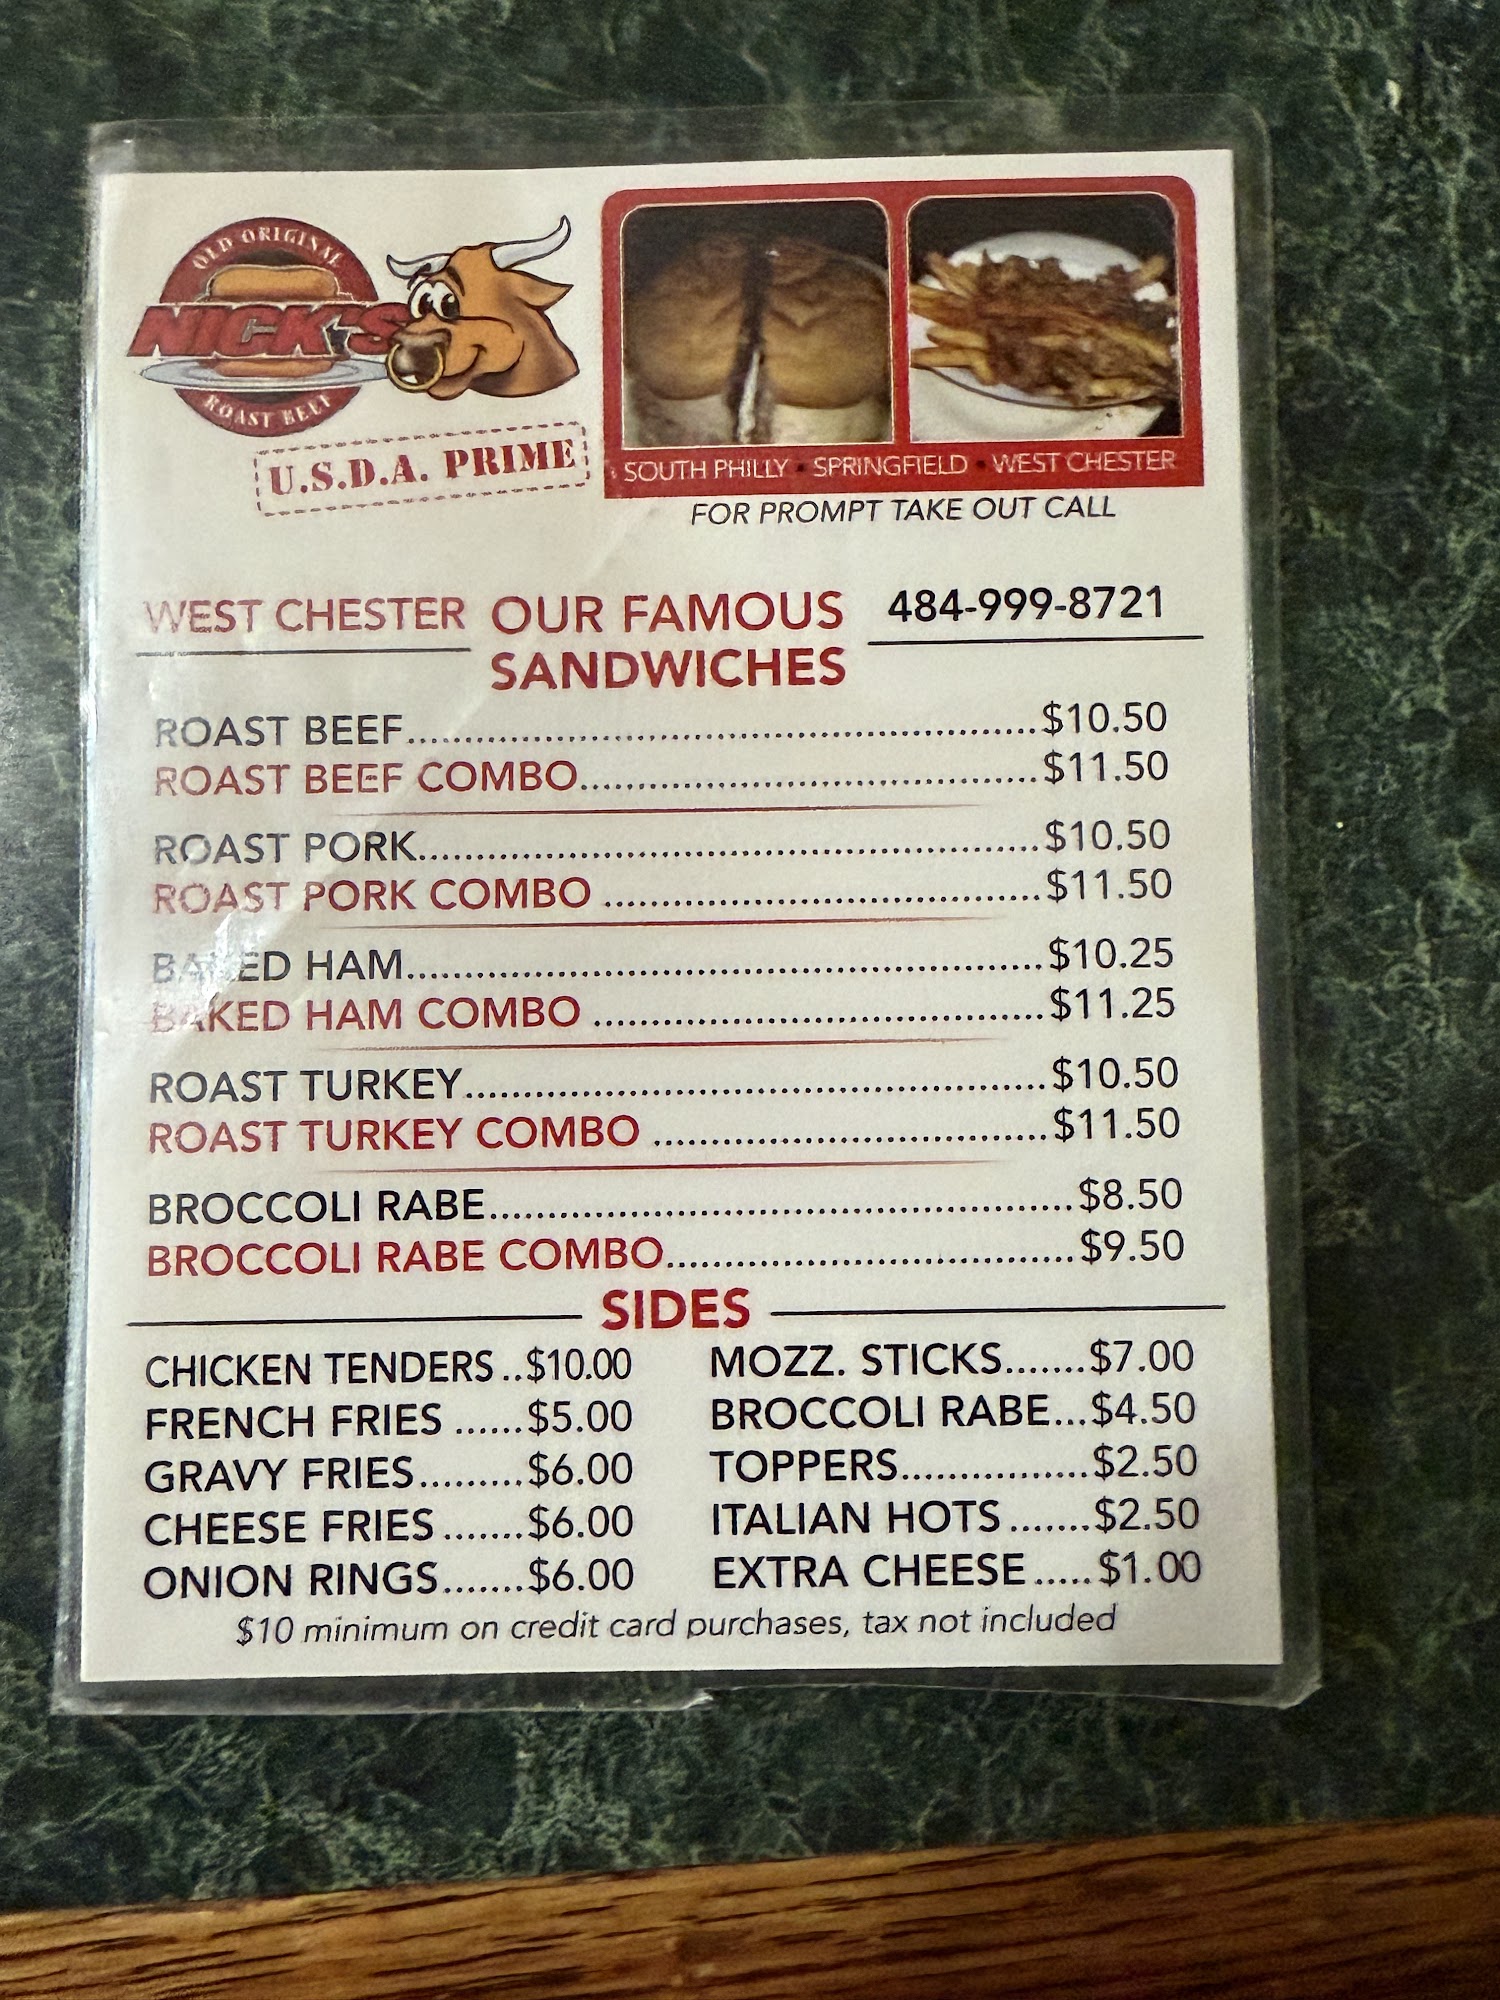 OLD ORIGINAL
NICK'S
ROAST BEEF
U.S.D.A. PRIME
SOUTH PHILLY • SPRINGFIELD • WEST CHESTER
FOR PROMPT TAKE OUT CALL
WEST CHESTER OUR FAMOUS 484-999-8721
SANDWICHES
ROAST BEEF $10.50
ROAST BEEF COMBO $11.50
ROAST PORK $10.50
ROAST PORK COMBO $11.50
BAKED HAM $10.25
BAKED HAM COMBO $11.25
ROAST TURKEY $10.50
ROAST TURKEY COMBO $11.50
BROCCOLI RABE $8.50
BROCCOLI RABE COMBO $9.50
SIDES
CHICKEN TENDERS $10.00
FRENCH FRIES $5.00
GRAVY FRIES $6.00
CHEESE FRIES $6.00
ONION RINGS $6.00
MOZZ. STICKS $7.00
BROCCOLI RABE $4.50
TOPPERS $2.50
ITALIAN HOTS $2.50
EXTRA CHEESE $1.00
$10 minimum on credit card purchases, tax not included